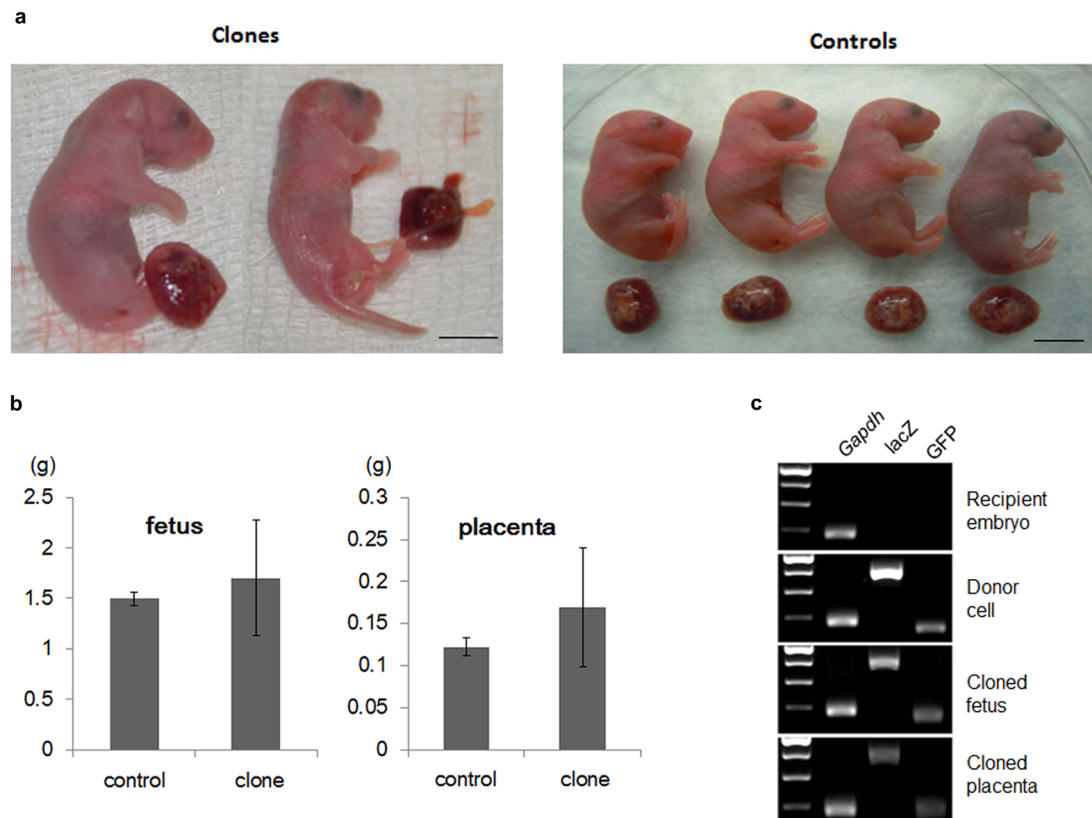 a
Clones
Controls
b
(g)
2.5
2
1.5
1
0.5
0
fetus
control
clone
(g)
0.3
0.25
0.2
0.15
0.1
0.05
0
placenta
control
clone
c
Gapdh
lacZ
GFP
Recipient
embryo
Donor
cell
Cloned
fetus
Cloned
placenta